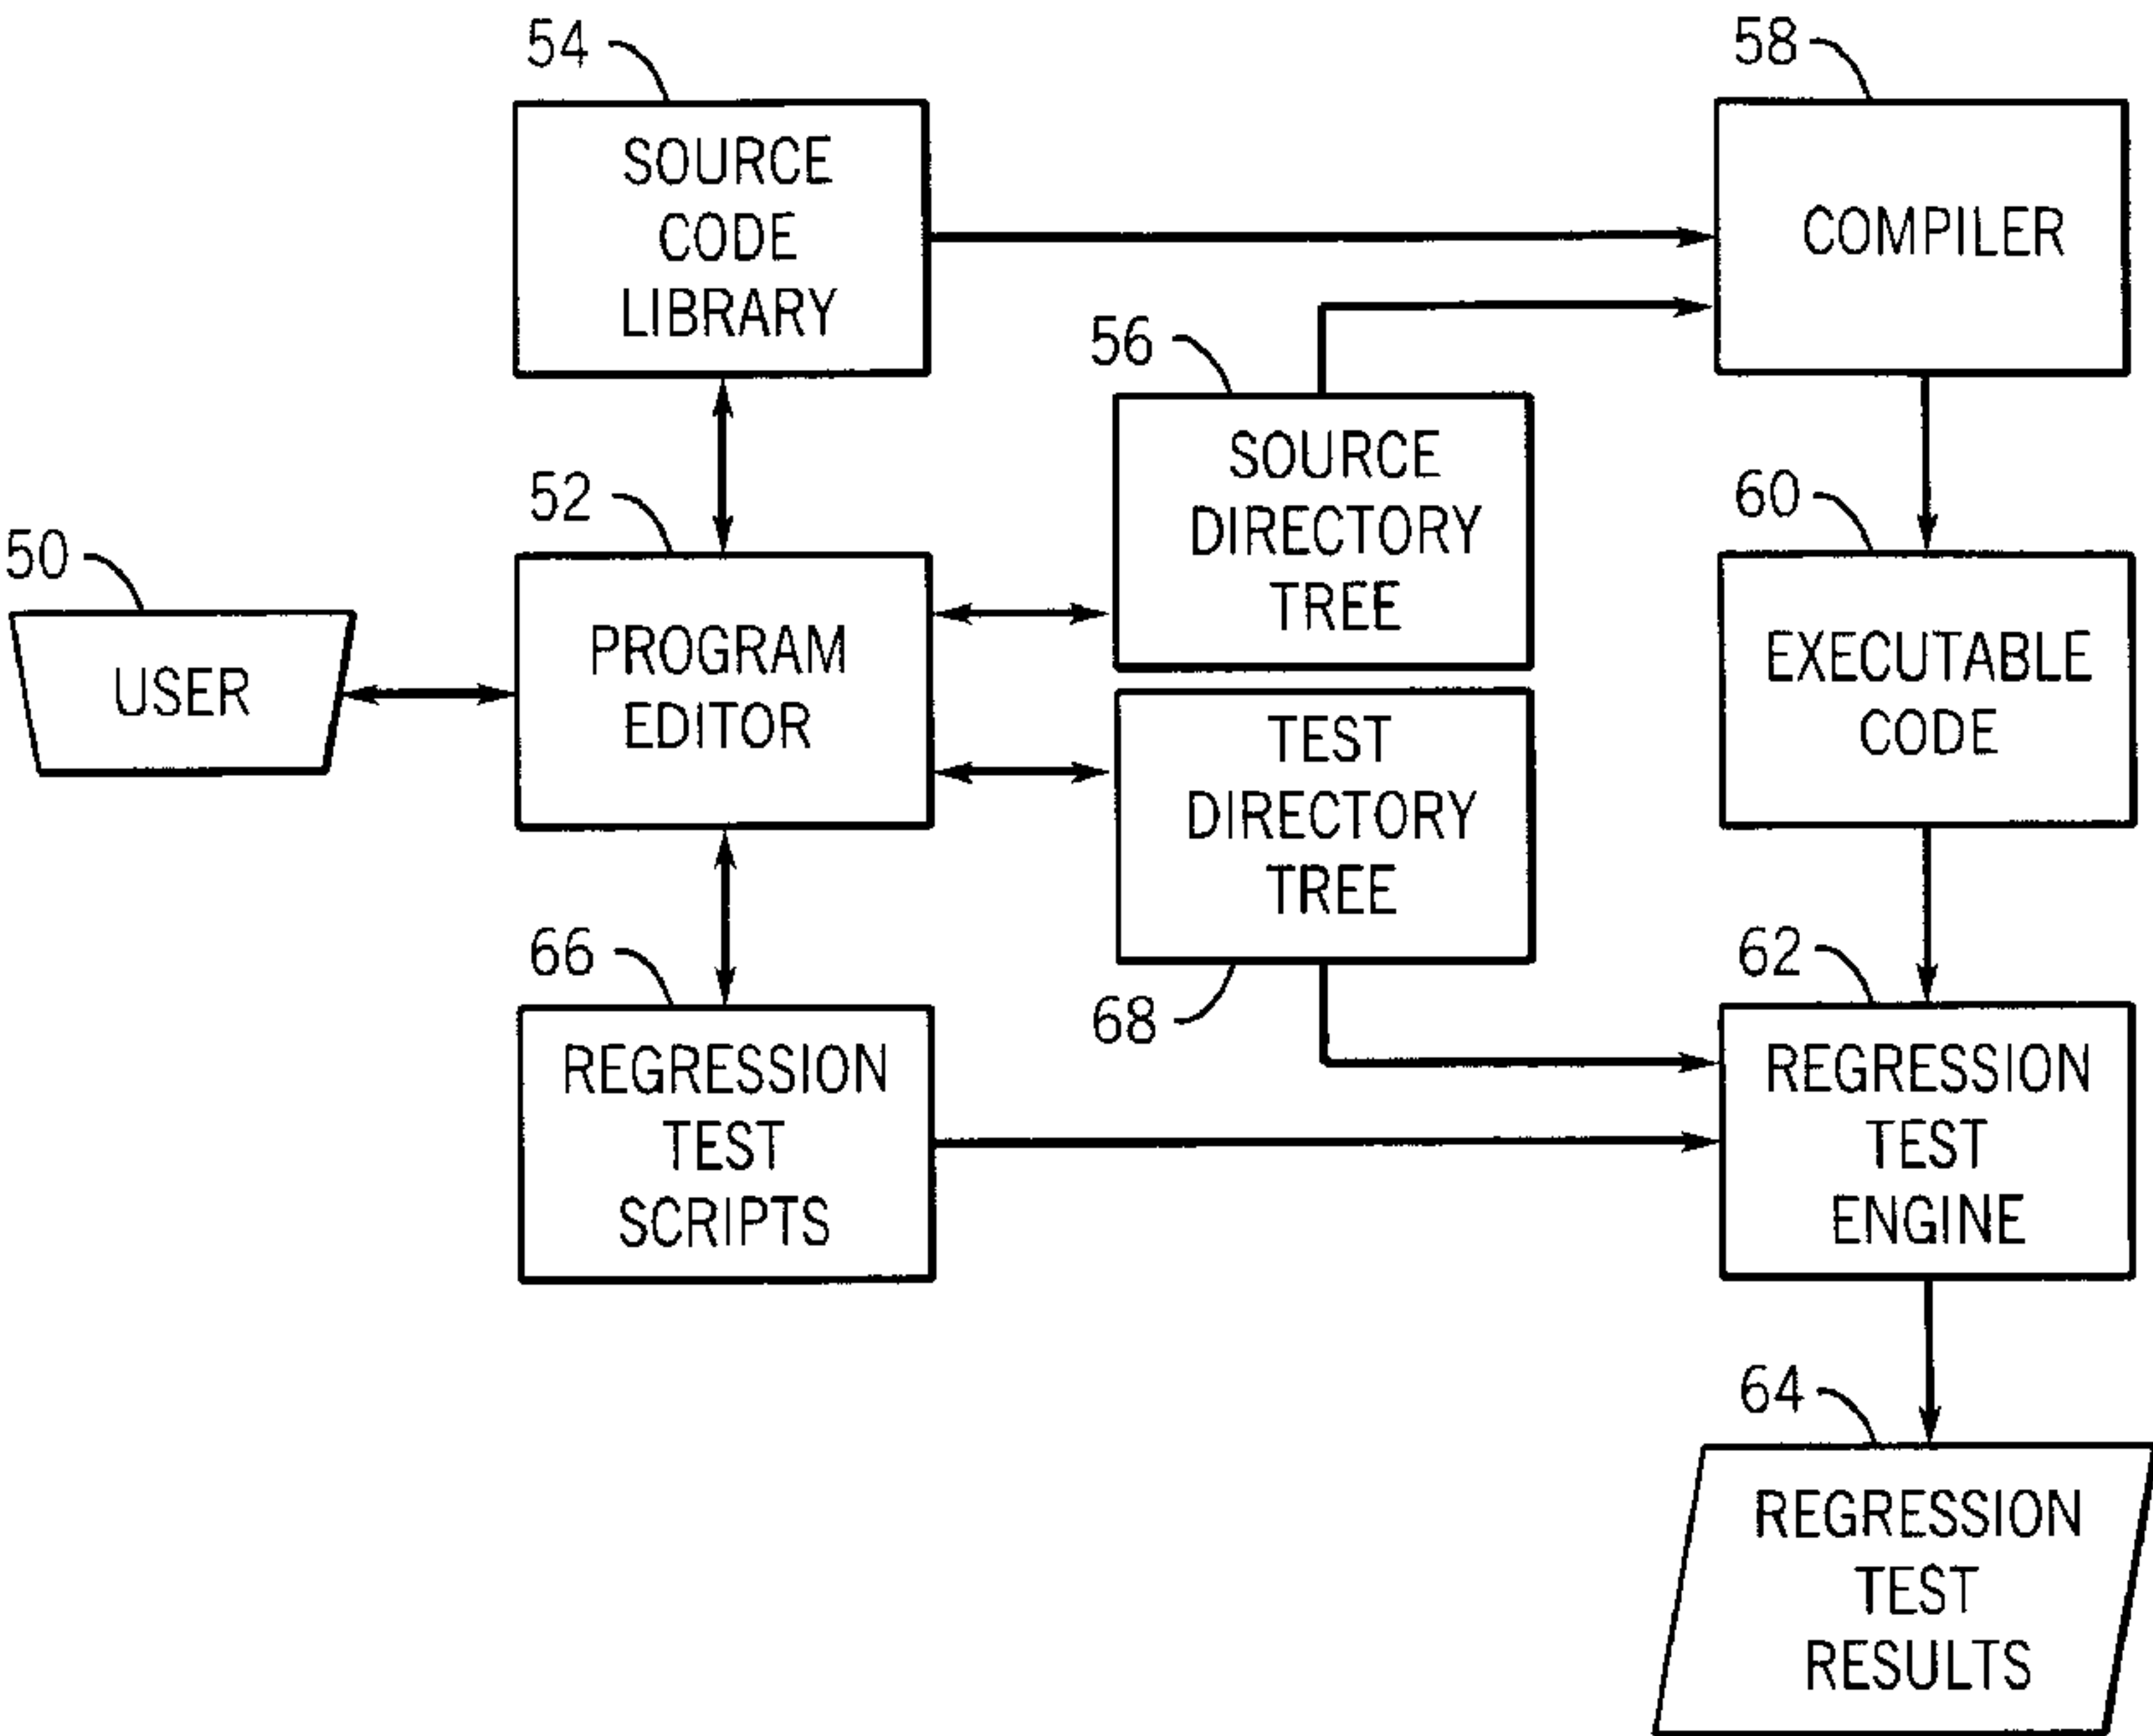 54
SOURCE
CODE
LIBRARY
58
COMPILER
56
SOURCE
DIRECTORY
TREE
52
PROGRAM
EDITOR
50
USER
60
EXECUTABLE
CODE
TEST
DIRECTORY
TREE
68
66
REGRESSION
TEST
SCRIPTS
62
REGRESSION
TEST
ENGINE
64
REGRESSION
TEST
RESULTS